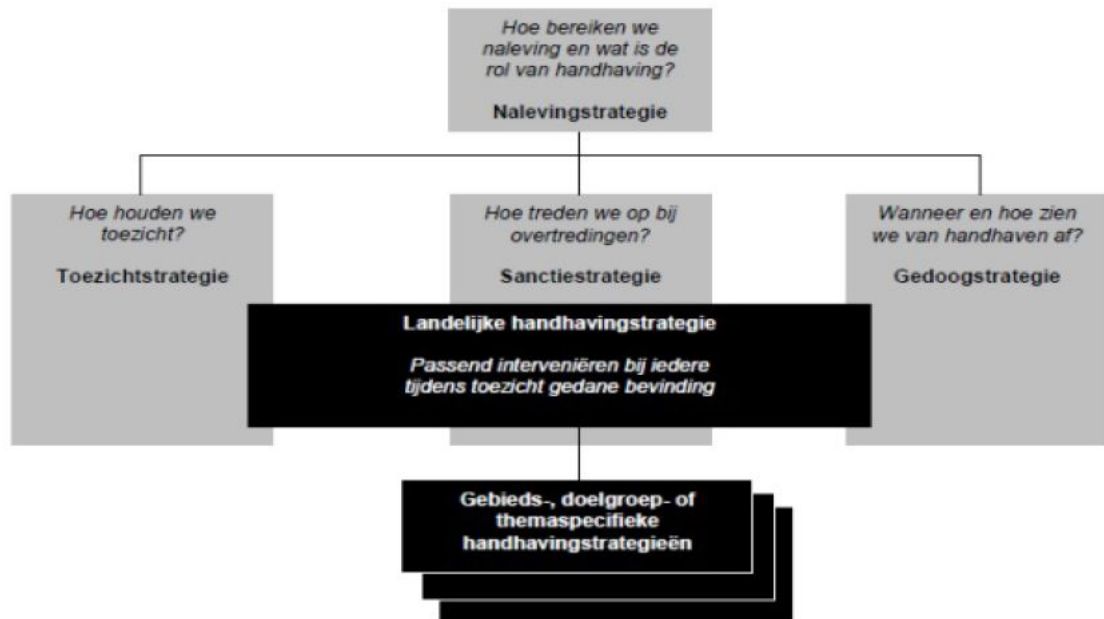 Hoe bereiken we
naleving en wat is de
rol van handhaving?
Nalevingstrategie
Hoe houden we
toezicht?
Toezichtstrategie
Hoe treden we op bij
overtredingen?
Sanctiestrategie
Wanneer en hoe zien
we van handhaven af?
Gedoogstrategie
Landelijke handhavingstrategie
Passend interveniëren bij iedere
tijdens toezicht gedane bevinding
Gebieds-, doelgroep- of
themaspecifieke
handhavingstrategieën